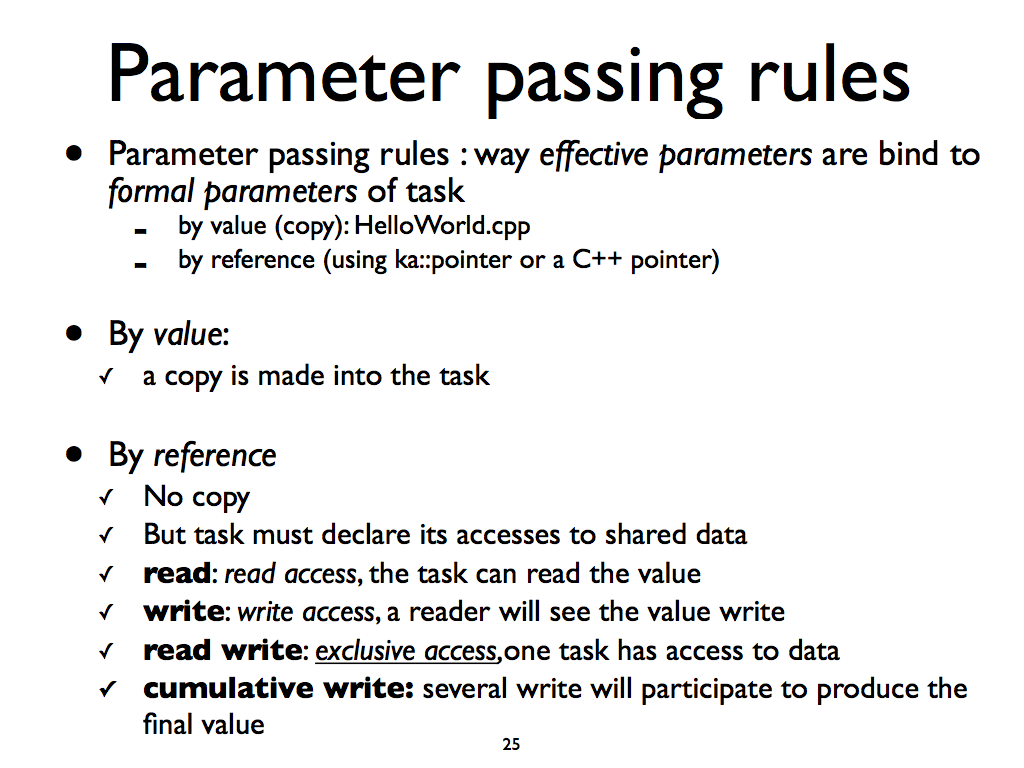 Parameter passing rules
• Parameter passing rules : way effective parameters are bind to
formal parameters of task
- by value (copy): HelloWorld.cpp
- by reference (using ka::pointer or a C++ pointer)
• By value:
✓ a copy is made into the task
• By reference
✓ No copy
✓ But task must declare its accesses to shared data
✓ read: read access, the task can read the value
✓ write: write access, a reader will see the value write
✓ read write: exclusive access,one task has access to data
✓ cumulative write: several write will participate to produce the
final value
25